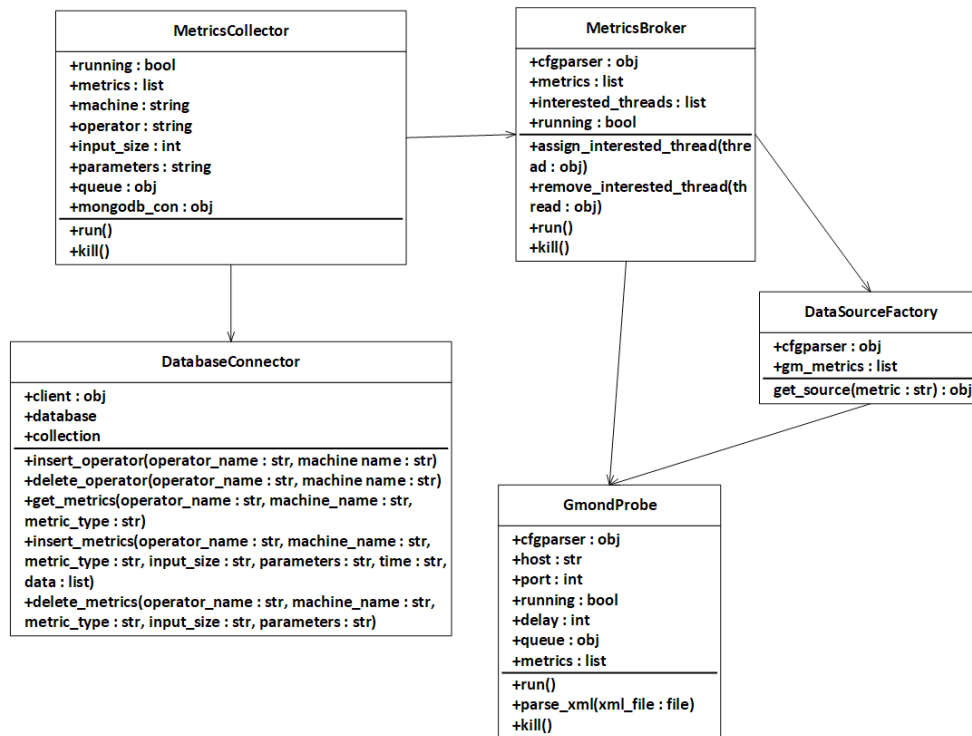 MetricsCollector
+running : bool
+metrics : list
+machine : string
+operator : string
+input_size : int
+parameters : string
+queue : obj
+mongodb_con : obj
+run()
+kill()
MetricsBroker
+cfgparser : obj
+metrics : list
+interested_threads : list
+running : bool
+assign_interested_thread(thre
ad : obj)
+remove_interested_thread(th
read : obj)
+run()
+kill()
DataSourceFactory
+cfgparser : obj
+gm_metrics : list
get_source(metric : str) : obj
DatabaseConnector
+client : obj
+database
+collection
+insert_operator(operator_name : str, machine name : str)
+delete_operator(operator_name : str, machine name : str)
+get_metrics(operator_name : str, machine_name : str,
metric_type : str)
+insert_metrics(operator_name : str, machine_name : str,
metric_type : str, input_size : str, parameters : str, time : str,
data : list)
+delete_metrics(operator_name : str, machine_name : str,
metric_type : str, input_size : str, parameters : str)
GmondProbe
+cfgparser : obj
+host : str
+port : int
+running : bool
+delay : int
+queue : obj
+metrics : list
+run()
+parse_xml(xml_file : file)
+kill()